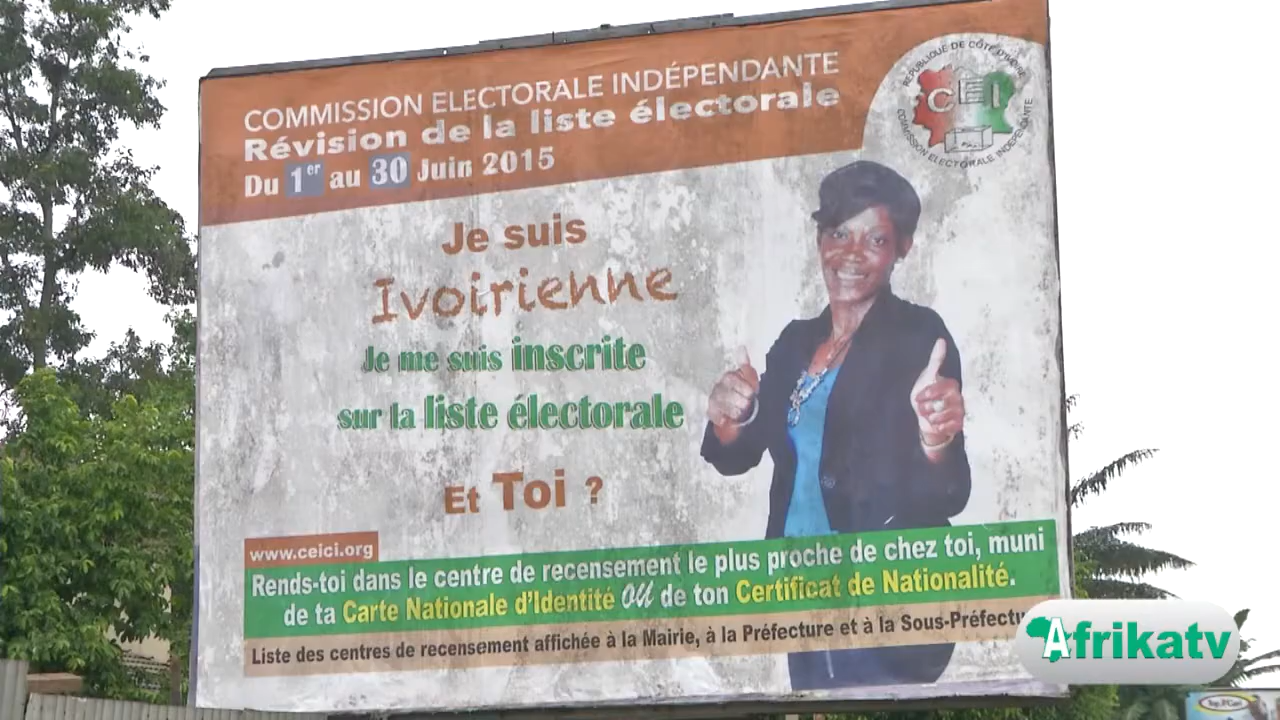 COMMISSION ELECTORALE INDÉPENDANTE
Révision de la liste électorale
Du 1er au 30 Juin 2015
RÉPUBLIQUE DE CÔTE D'IVOIRE
CEI
COMMISSION ELECTORALE INDEPENDANTE
Je suis
Ivoirienne
Je me suis inscrite
sur la liste électorale
Et Toi ?
www.ceici.org
Rends-toi dans le centre de recensement le plus proche de chez toi, muni
de ta Carte Nationale d'Identité OU de ton Certificat de Nationalité.
Liste des centres de recensement affichée à la Mairie, à la Préfecture et à la Sous-Préfectu
Afrikatv